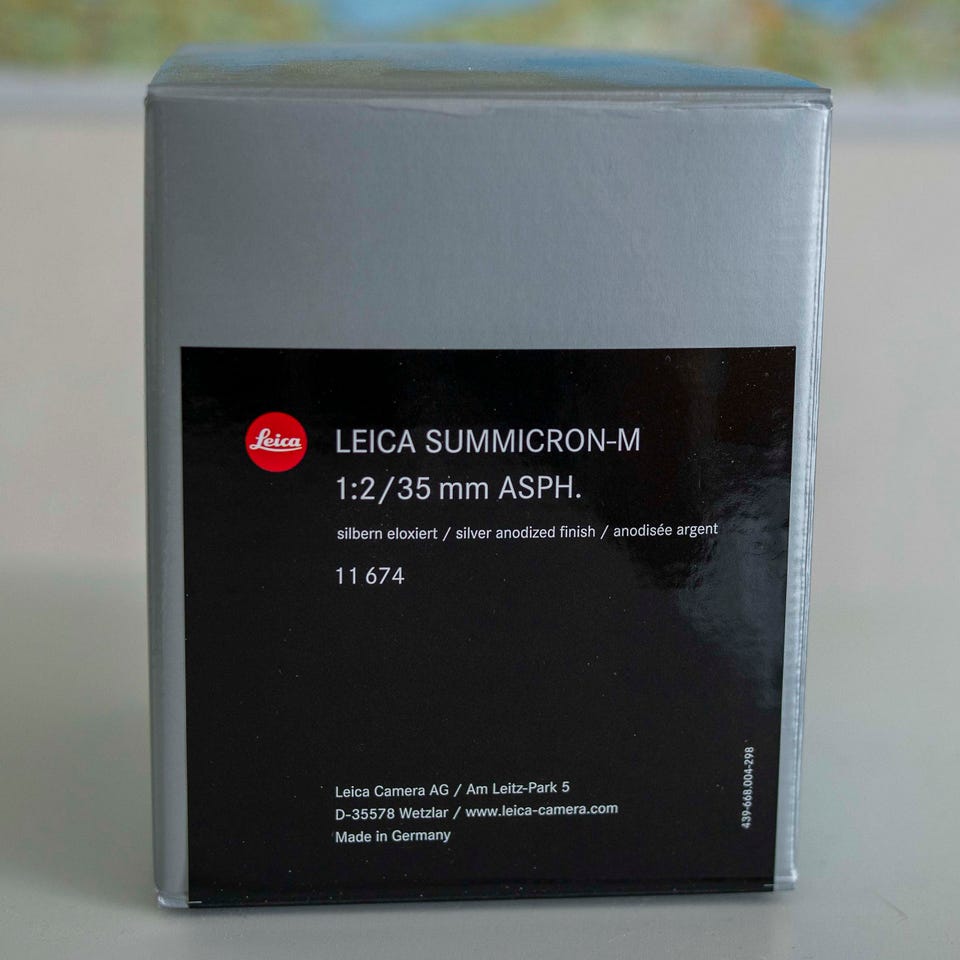 Leica
LEICA SUMMICRON-M
1:2/35 mm ASPH.
silbern eloxiert / silver anodized finish / anodisée argent
11 674
Leica Camera AG / Am Leitz-Park 5
D-35578 Wetzlar / www.leica-camera.com
Made in Germany
439-668.004-298